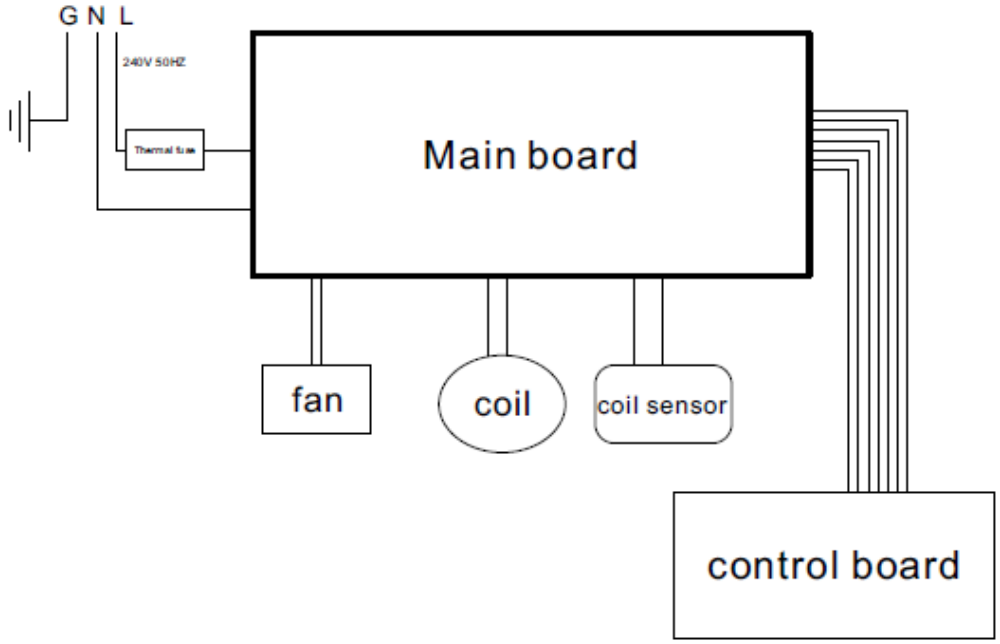 G N L
240V 50HZ
Thermal fuse
Main board
fan
coil
coil sensor
control board